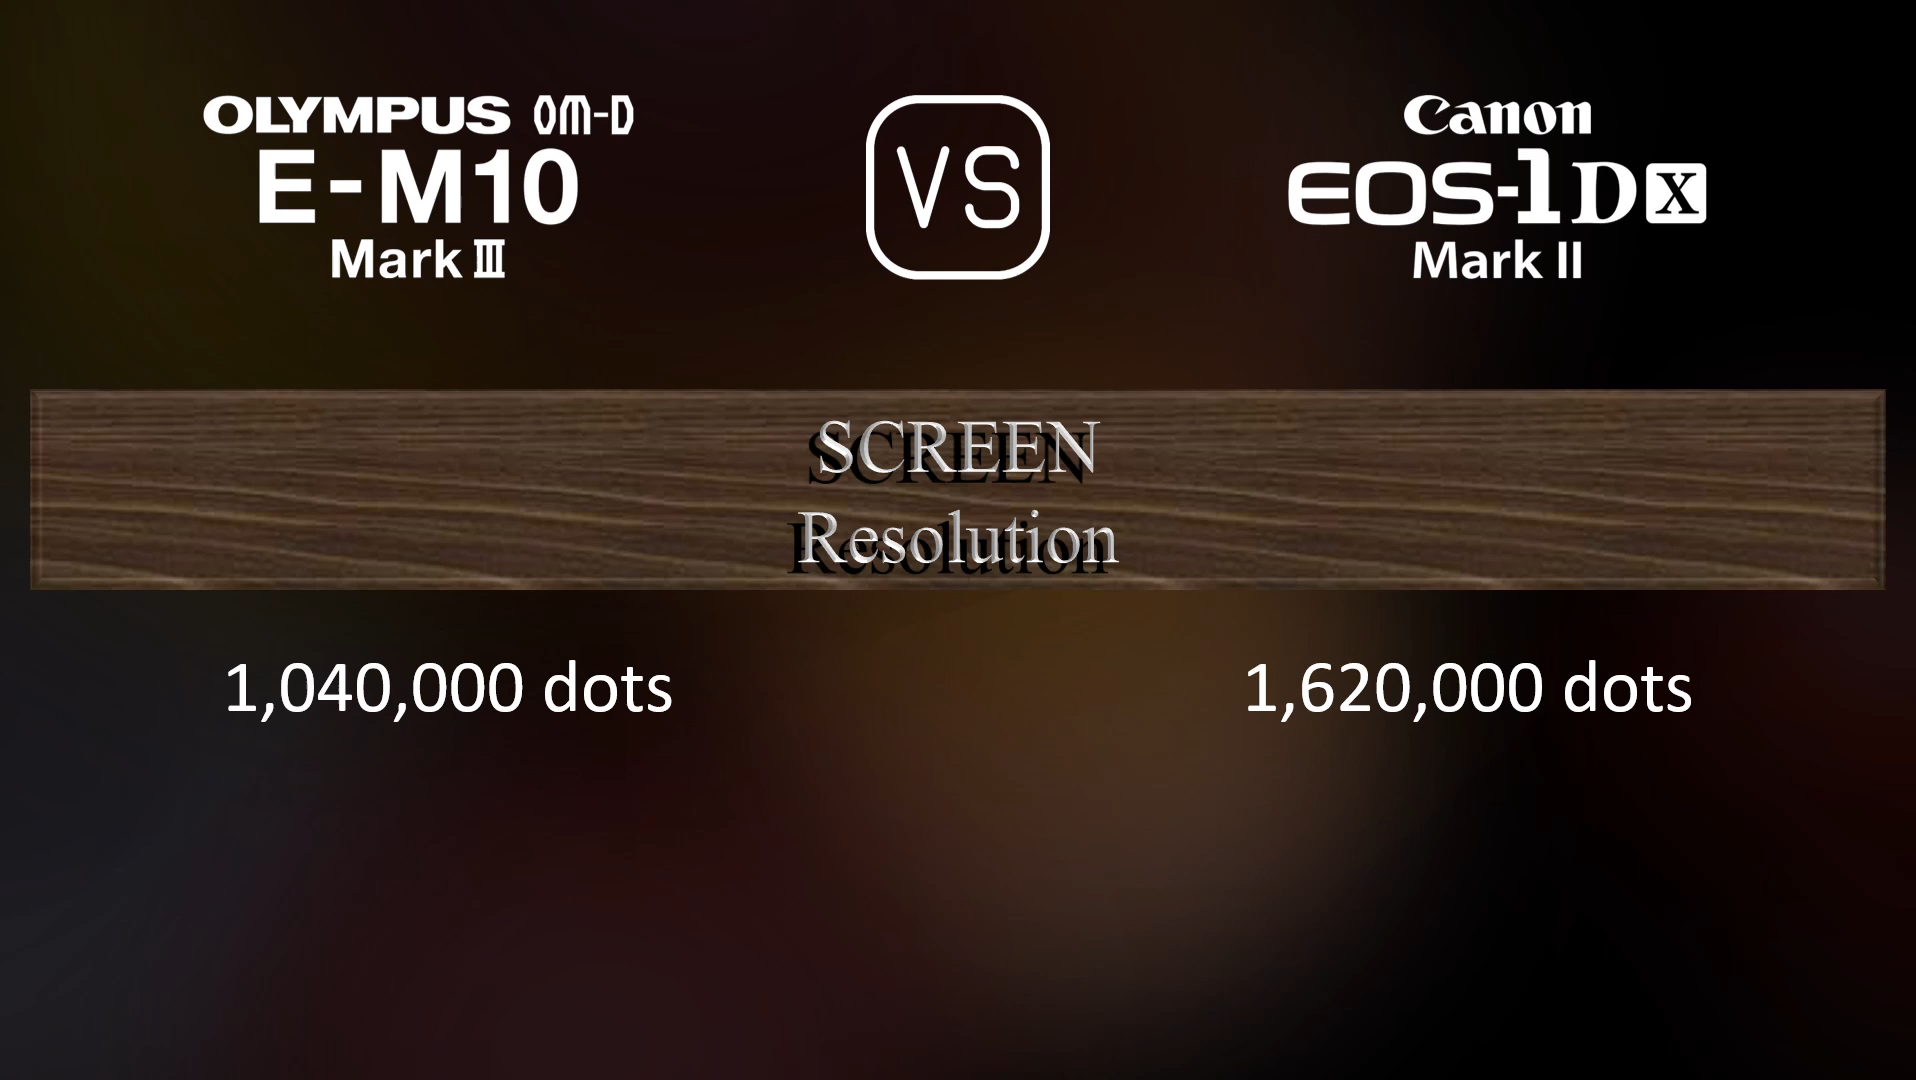 OLYMPUS OM-D
E-M10
Mark III
VS
Canon
EOS-1 D X
Mark II
SCREEN
Resolution
1,040,000 dots
1,620,000 dots